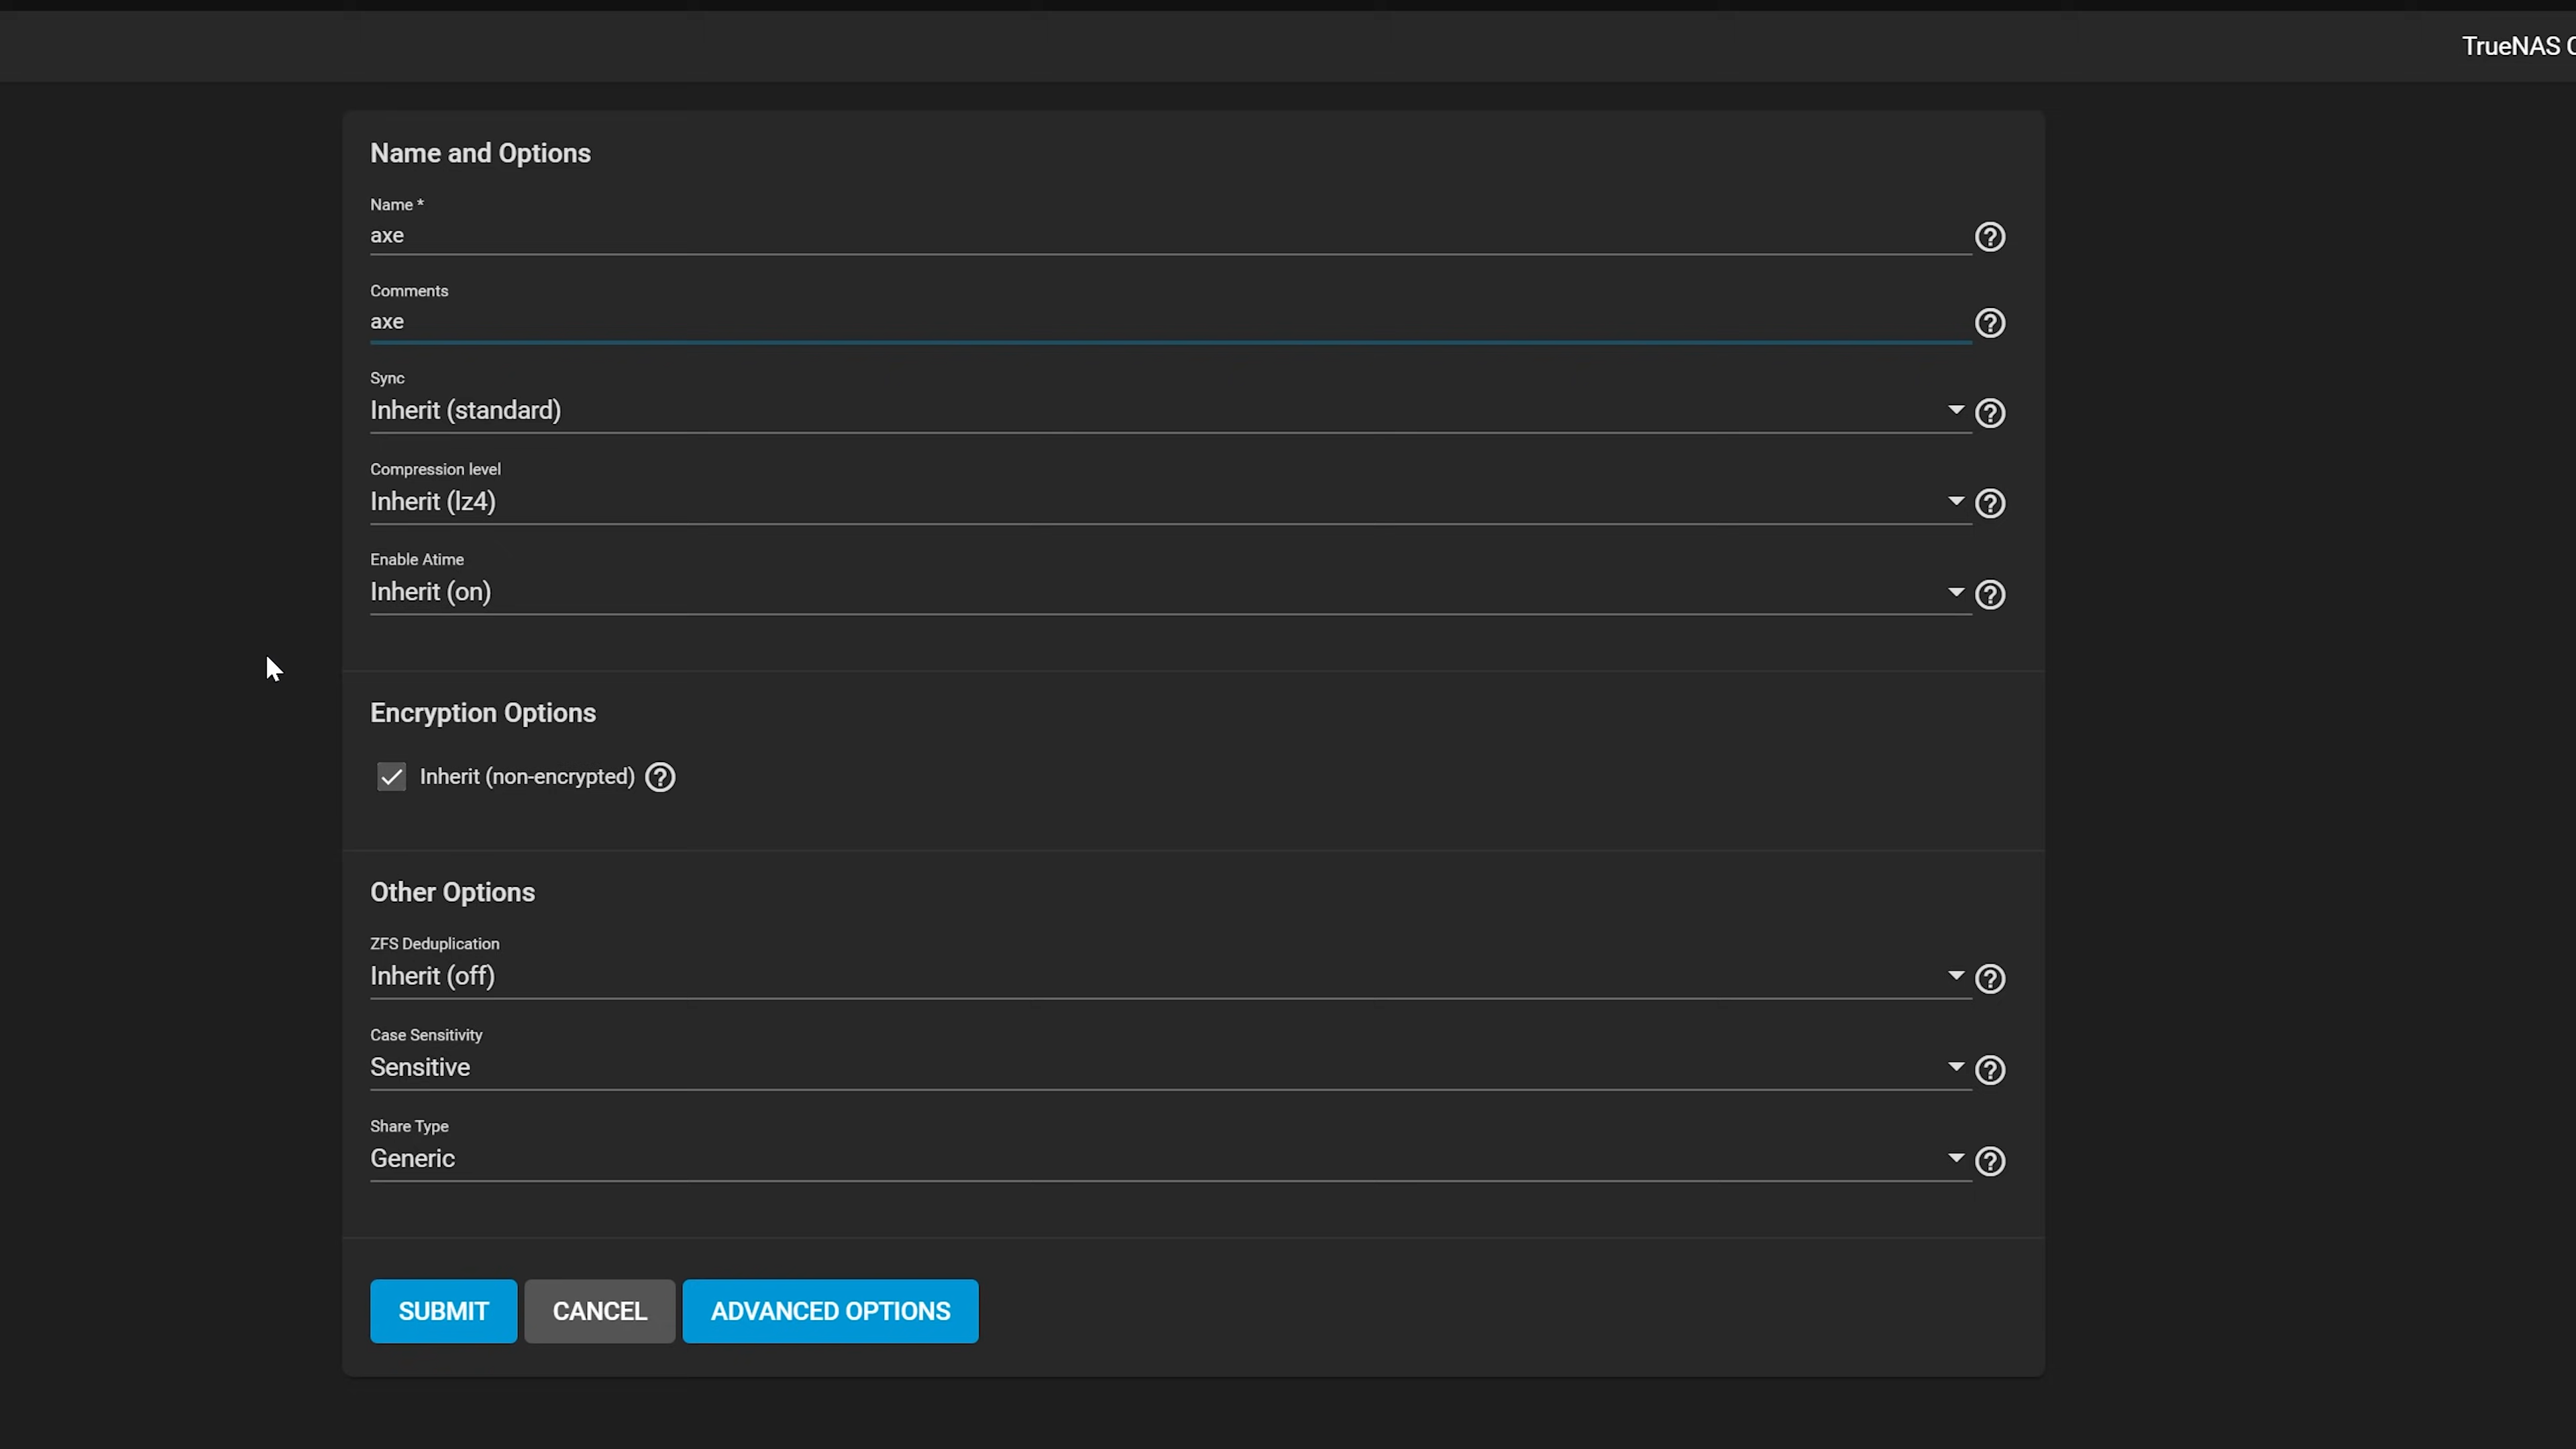 TrueNAS
Name and Options
Name *
axe
Comments
axe
Sync
Inherit (standard)
Compression level
Inherit (lz4)
Enable Atime
Inherit (on)
Encryption Options
Inherit (non-encrypted)
Other Options
ZFS Deduplication
Inherit (off)
Case Sensitivity
Sensitive
Share Type
Generic
SUBMIT CANCEL ADVANCED OPTIONS